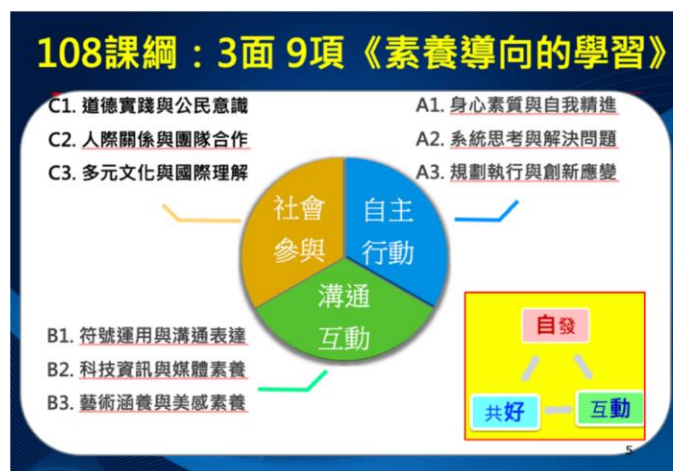 108課綱：3面 9項《素養導向的學習》
C1. 道德實踐與公民意識
C2. 人際關係與團隊合作
C3. 多元文化與國際理解
A1. 身心素質與自我精進
A2. 系統思考與解決問題
A3. 規劃執行與創新應變
社會
參與
自主
行動
溝通
互動
B1. 符號運用與溝通表達
B2. 科技資訊與媒體素養
B3. 藝術涵養與美感素養
自發
共好
互動
5